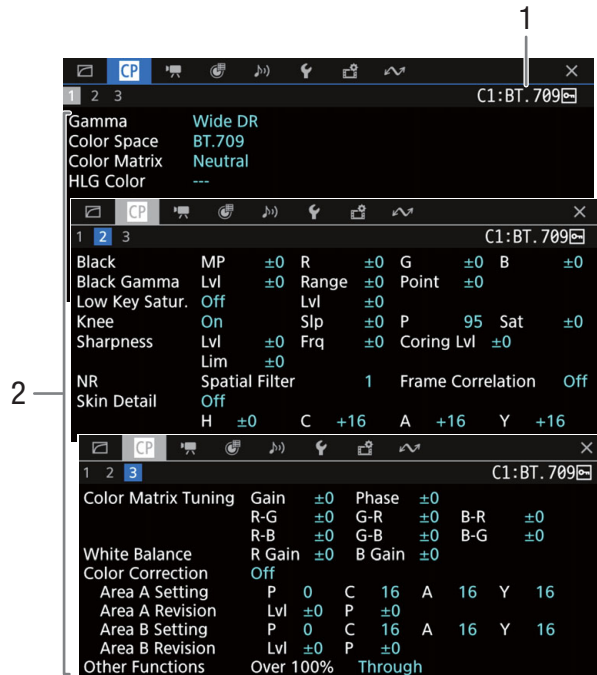 1
CP
1 2 3 C1:BT.709
Gamma Wide DR
Color Space BT.709
Color Matrix Neutral
HLG Color ---
CP
1 2 3 C1:BT.709
Black MP ±0 R ±0 G ±0 B ±0
Black Gamma Lvl ±0 Range ±0 Point ±0
Low Key Satur. Off Lvl ±0
Knee On Slp ±0 P 95 Sat ±0
Sharpness Lvl ±0 Frq ±0 Coring Lvl ±0
Lim ±0
NR Spatial Filter 1 Frame Correlation Off
Skin Detail Off
H ±0 C +16 A +16 Y +16
2
CP
1 2 3 C1:BT.709
Color Matrix Tuning Gain ±0 Phase ±0
R-G ±0 G-R ±0 B-R ±0
R-B ±0 G-B ±0 B-G ±0
White Balance R Gain ±0 B Gain ±0
Color Correction Off
Area A Setting P 0 C 16 A 16 Y 16
Area A Revision Lvl ±0 P ±0
Area B Setting P 0 C 16 A 16 Y 16
Area B Revision Lvl ±0 P ±0
Other Functions Over 100% Through